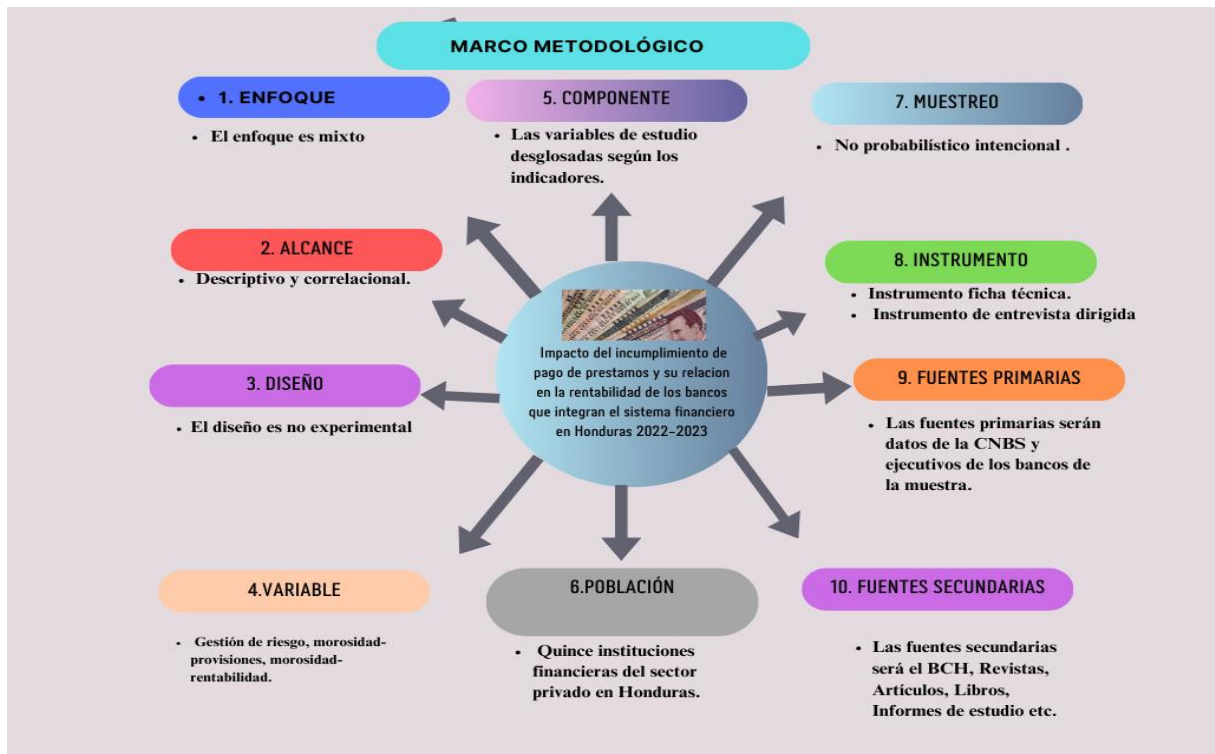 MARCO METODOLÓGICO
• 1. ENFOQUE
• El enfoque es mixto
2. ALCANCE
• Descriptivo y correlacional.
3. DISEÑO
• El diseño es no experimental
4.VARIABLE
• Gestión de riesgo, morosidad-
provisiones, morosidad-
rentabilidad.
5. COMPONENTE
• Las variables de estudio
desglosadas según los
indicadores.
Impacto del incumplimiento de
pago de prestamos y su relacion
en la rentabilidad de los bancos
que integran el sistema financiero
en Honduras 2022-2023
6.POBLACIÓN
• Quince instituciones
financieras del sector
privado en Honduras.
7. MUESTREO
• No probabilístico intencional .
8. INSTRUMENTO
• Instrumento ficha técnica.
• Instrumento de entrevista dirigida
9. FUENTES PRIMARIAS
• Las fuentes primarias serán
datos de la CNBS y
ejecutivos de los bancos de
la muestra.
10. FUENTES SECUNDARIAS
• Las fuentes secundarias
será el BCH, Revistas,
Artículos, Libros,
Informes de estudio etc.